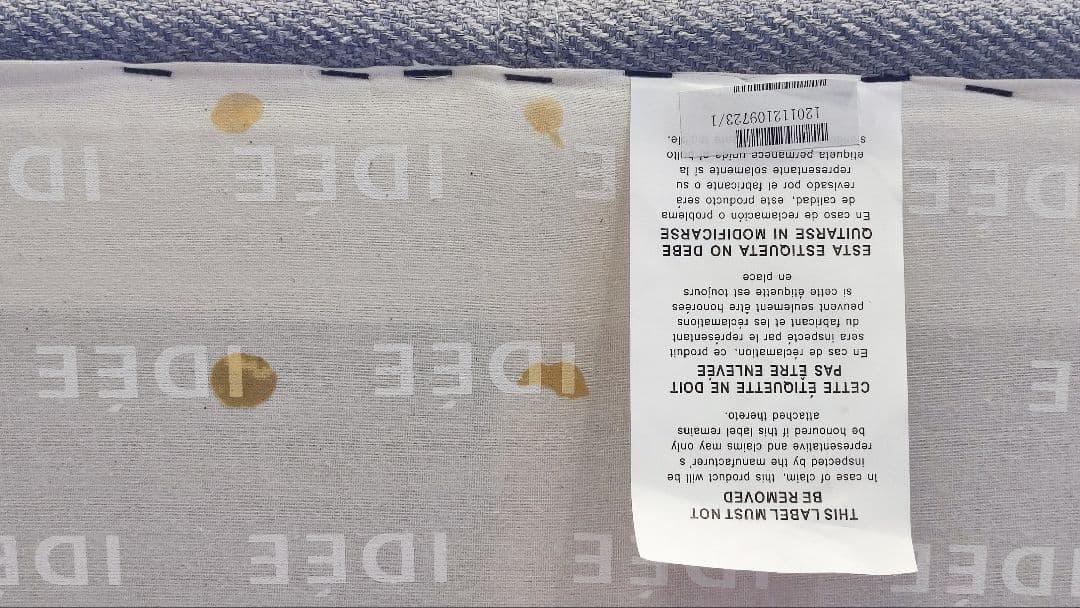 IDÉE
IDÉE
IDÉE
THIS LABEL MUST NOT
BE REMOVED
In case of claim, this product will be
inspected by the manufacturer's
representative and claims may only
be honoured if this label remains
attached thereto.
CETTE ÉTIQUETTE NE DOIT
PAS ÊTRE ENLEVÉE
En cas de réclamation, ce produit
sera inspecté par le représentant
du fabricant et les réclamations
peuvent seulement être honorées
si cette étiquette est toujours
en place
ESTA ESTIQUETA NO DEBE
QUITARSE NI MODIFICARSE
En caso de reclamación o problema
de calidad, este producto será
revisado por el fabricante o su
representante solamente si la
etiqueta permanece unida bulto
120112109723/1
IDÉE
IDÉE
IDÉE